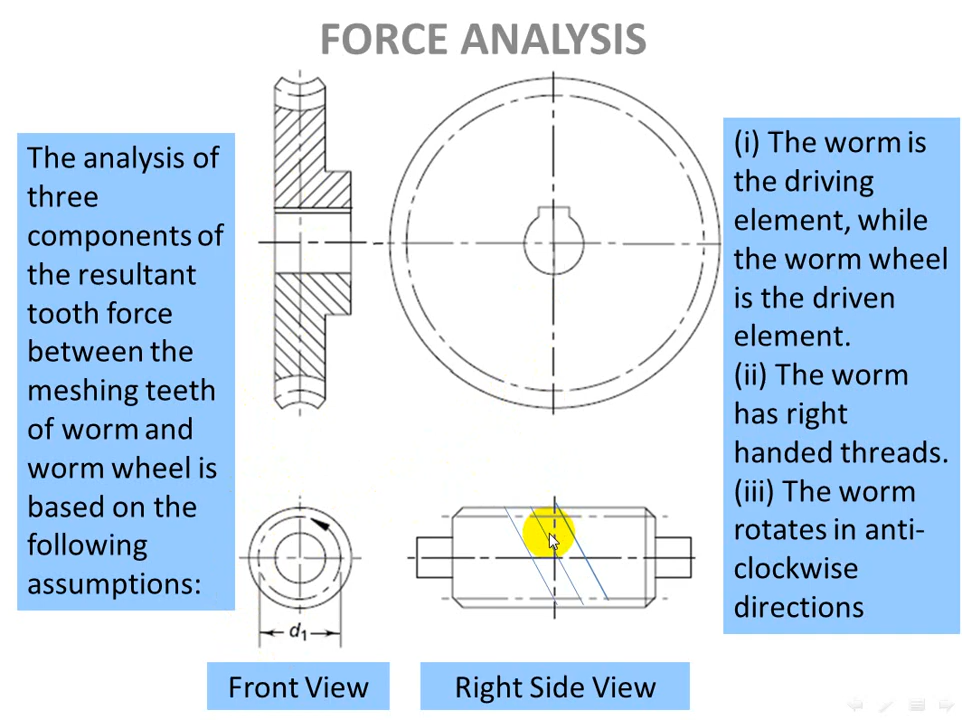 FORCE ANALYSIS
The analysis of
three
components of
the resultant
tooth force
between the
meshing teeth
of worm and
worm wheel is
based on the
following
assumptions:
(i) The worm is
the driving
element, while
the worm wheel
is the driven
element.
(ii) The worm
has right
handed threads.
(iii) The worm
rotates in anti-
clockwise
directions
d₁
Front View
Right Side View